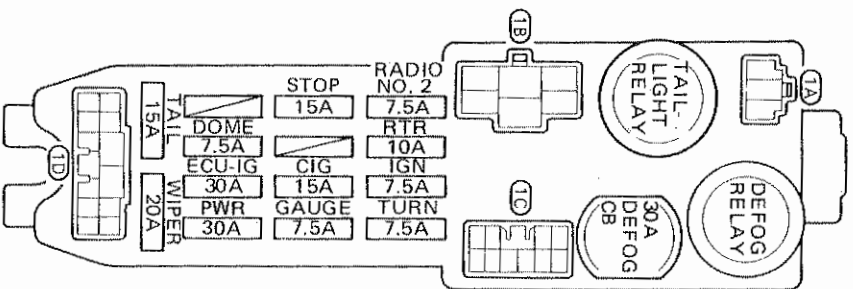 1B
1A
TAIL-
LIGHT
RELAY
RADIO
NO. 2
7.5A
STOP
15A
TAIL
15A
DOME
7.5A
RTR
10A
ECU-IG
30A
CIG
15A
IGN
7.5A
1D
WIPER
20A
PWR
30A
GAUGE
7.5A
TURN
7.5A
1C
30A
DEFOG
CB
DEFOG
RELAY